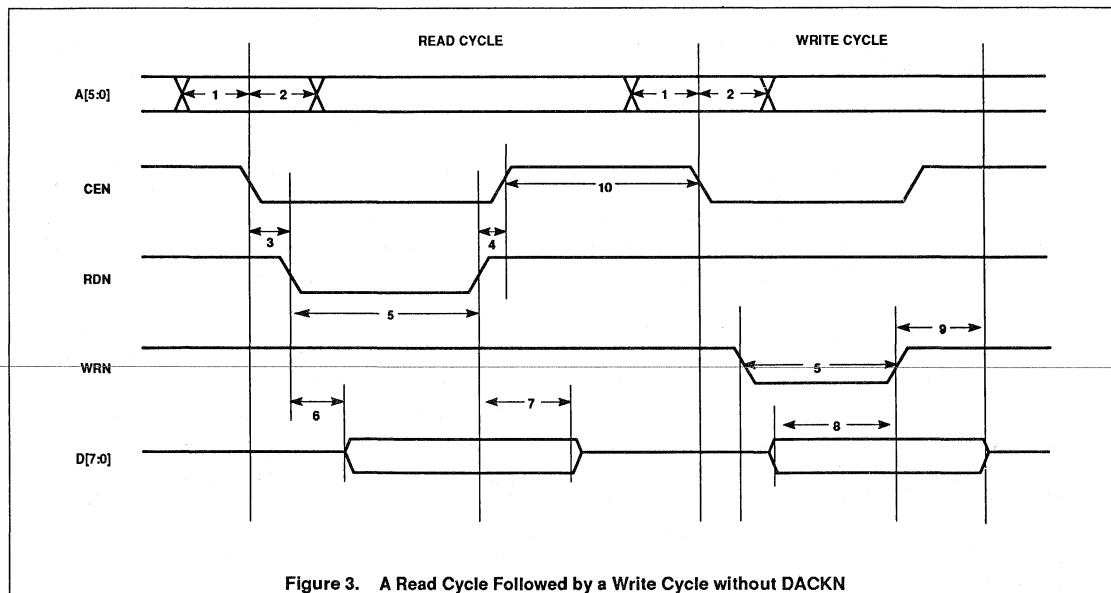 READ CYCLE WRITE CYCLE
A[5:0] 1 2 1 2
CEN 10
3 4
RDN
5
9
WRN 5
6 7
8
D[7:0]
Figure 3. A Read Cycle Followed by a Write Cycle without DACKN